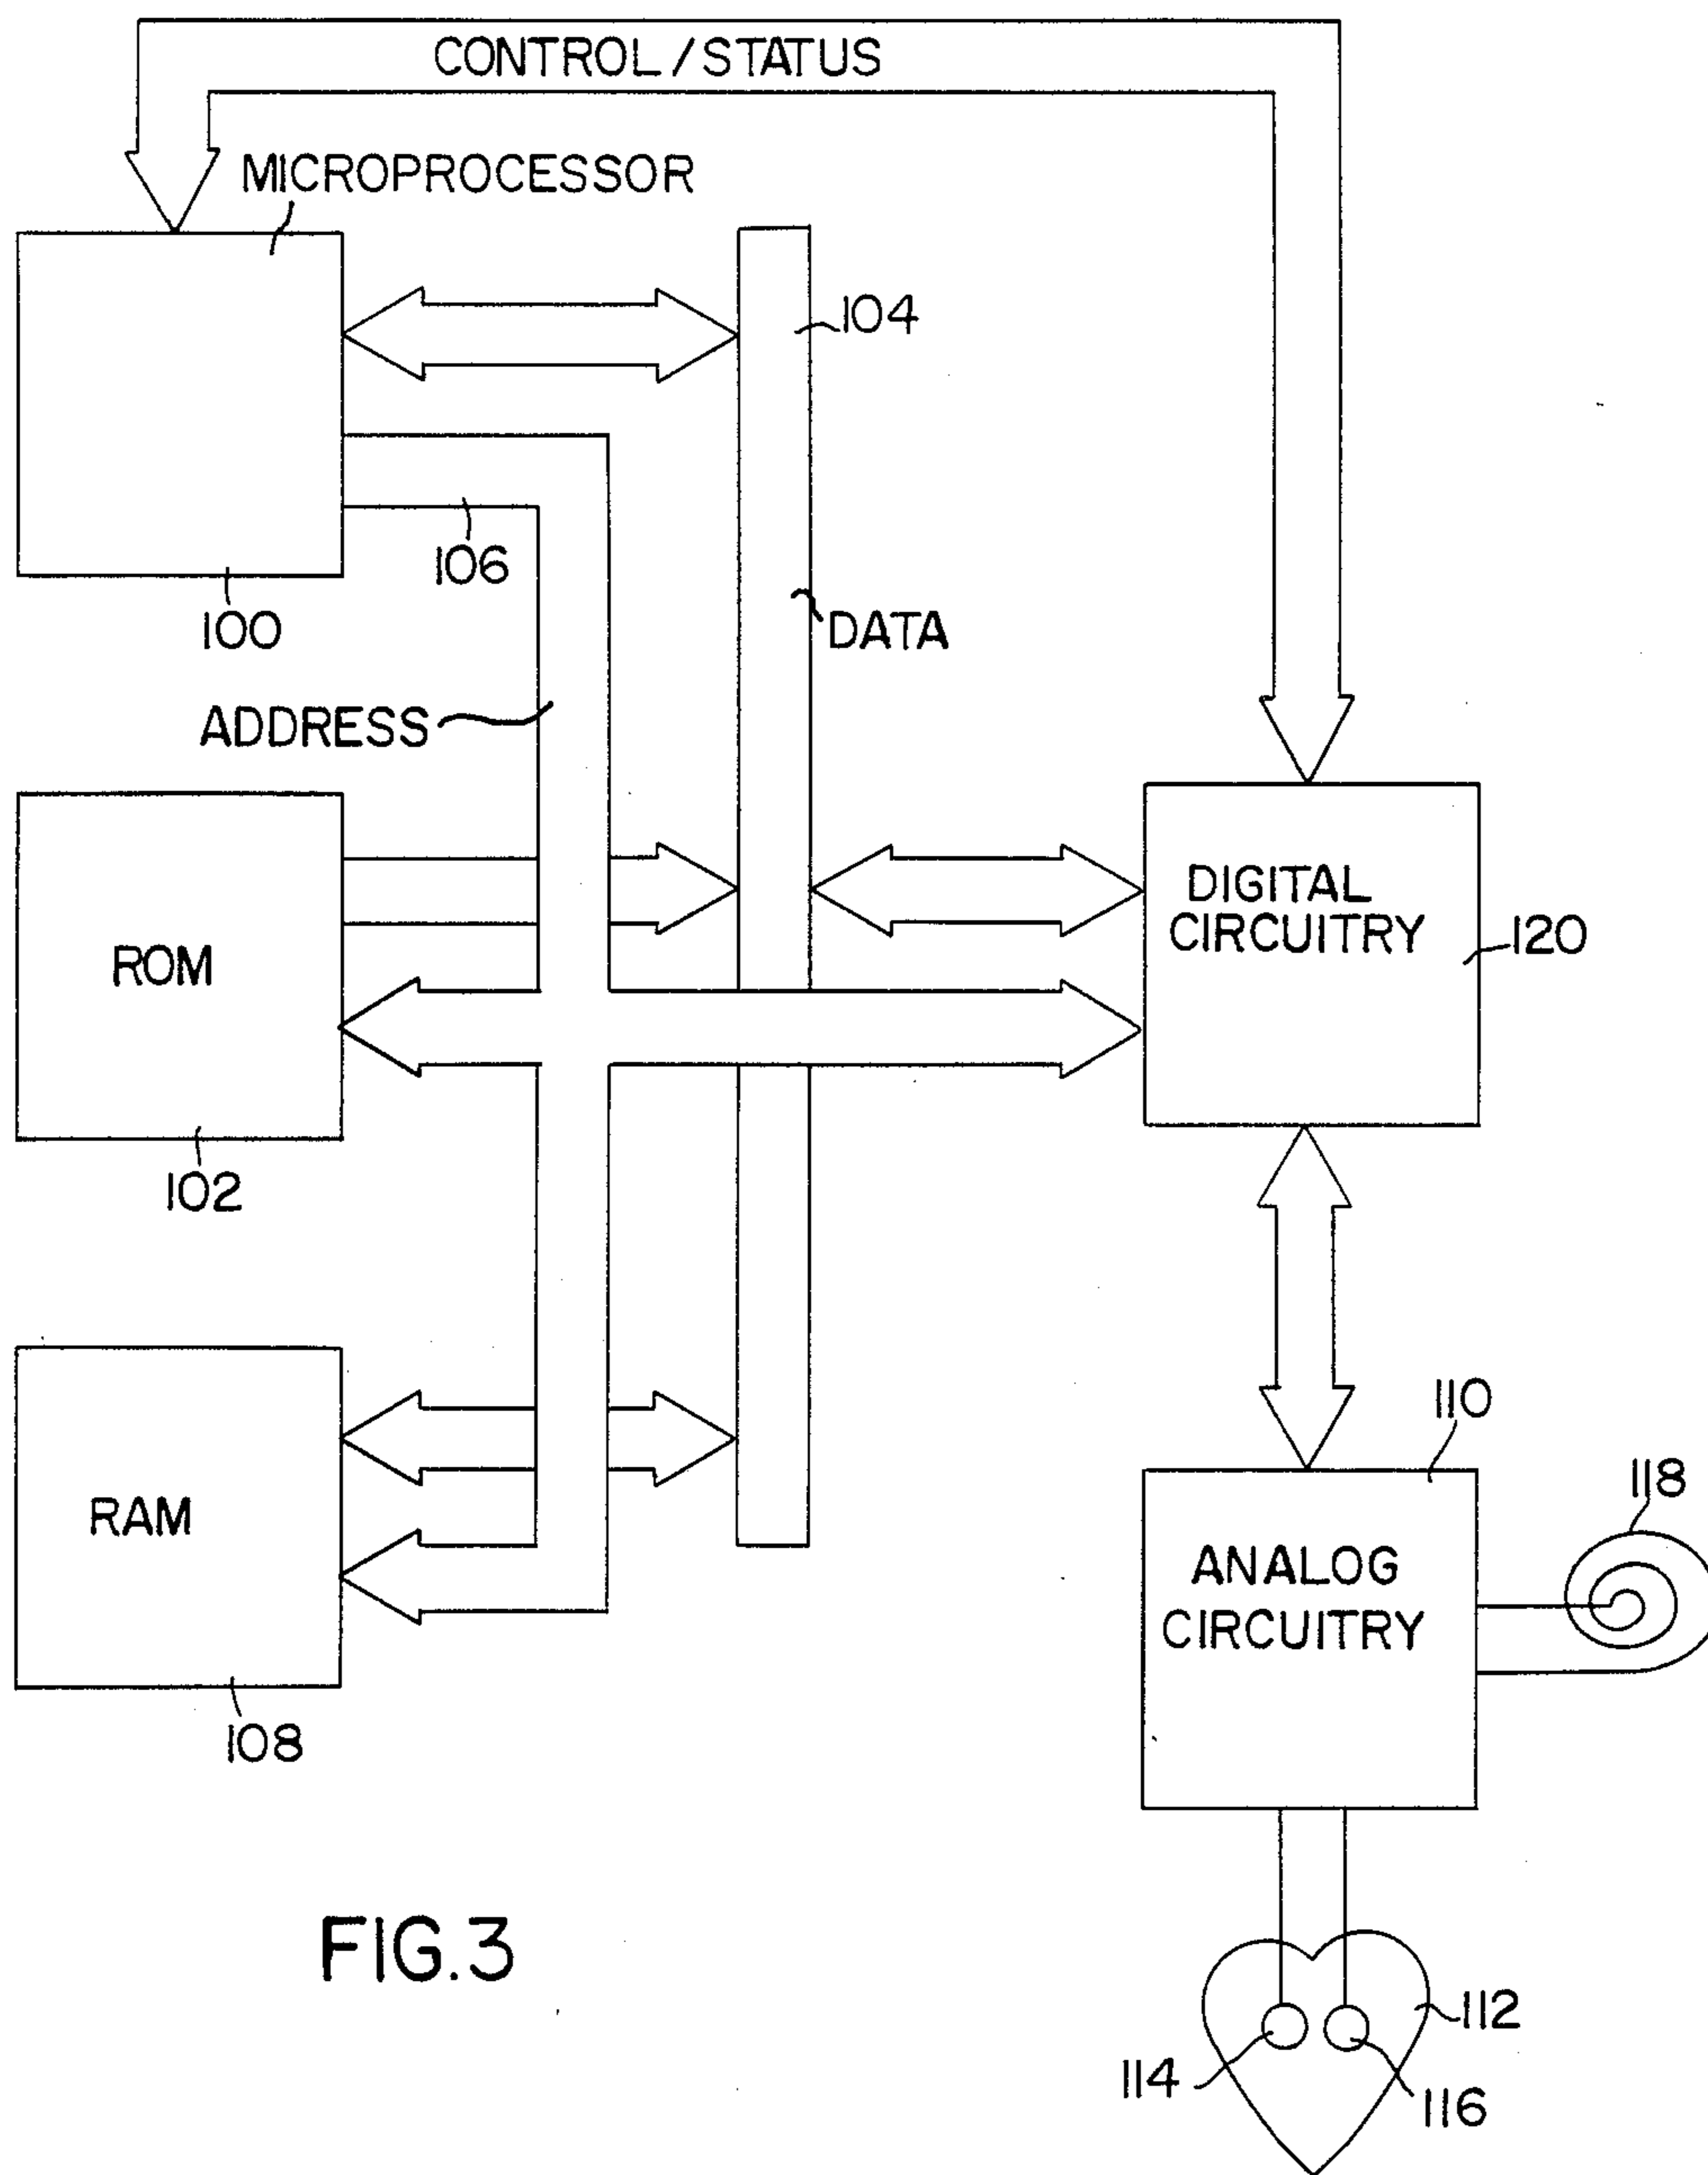 CONTROL/STATUS
MICROPROCESSOR
104
106
100
DATA
ADDRESS
DIGITAL
CIRCUITRY
120
ROM
102
110
118
RAM
ANALOG
CIRCUITRY
108
FIG.3
112
114
116